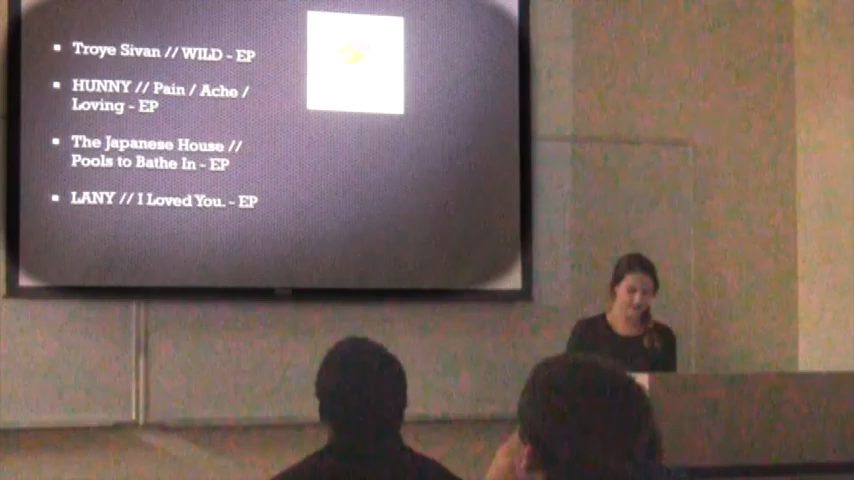 Troye Sivan // WILD - EP
HUNNY // Pain / Ache /
Loving - EP
The Japanese House //
Pools to Bathe In - EP
LANY // I Loved You. - EP